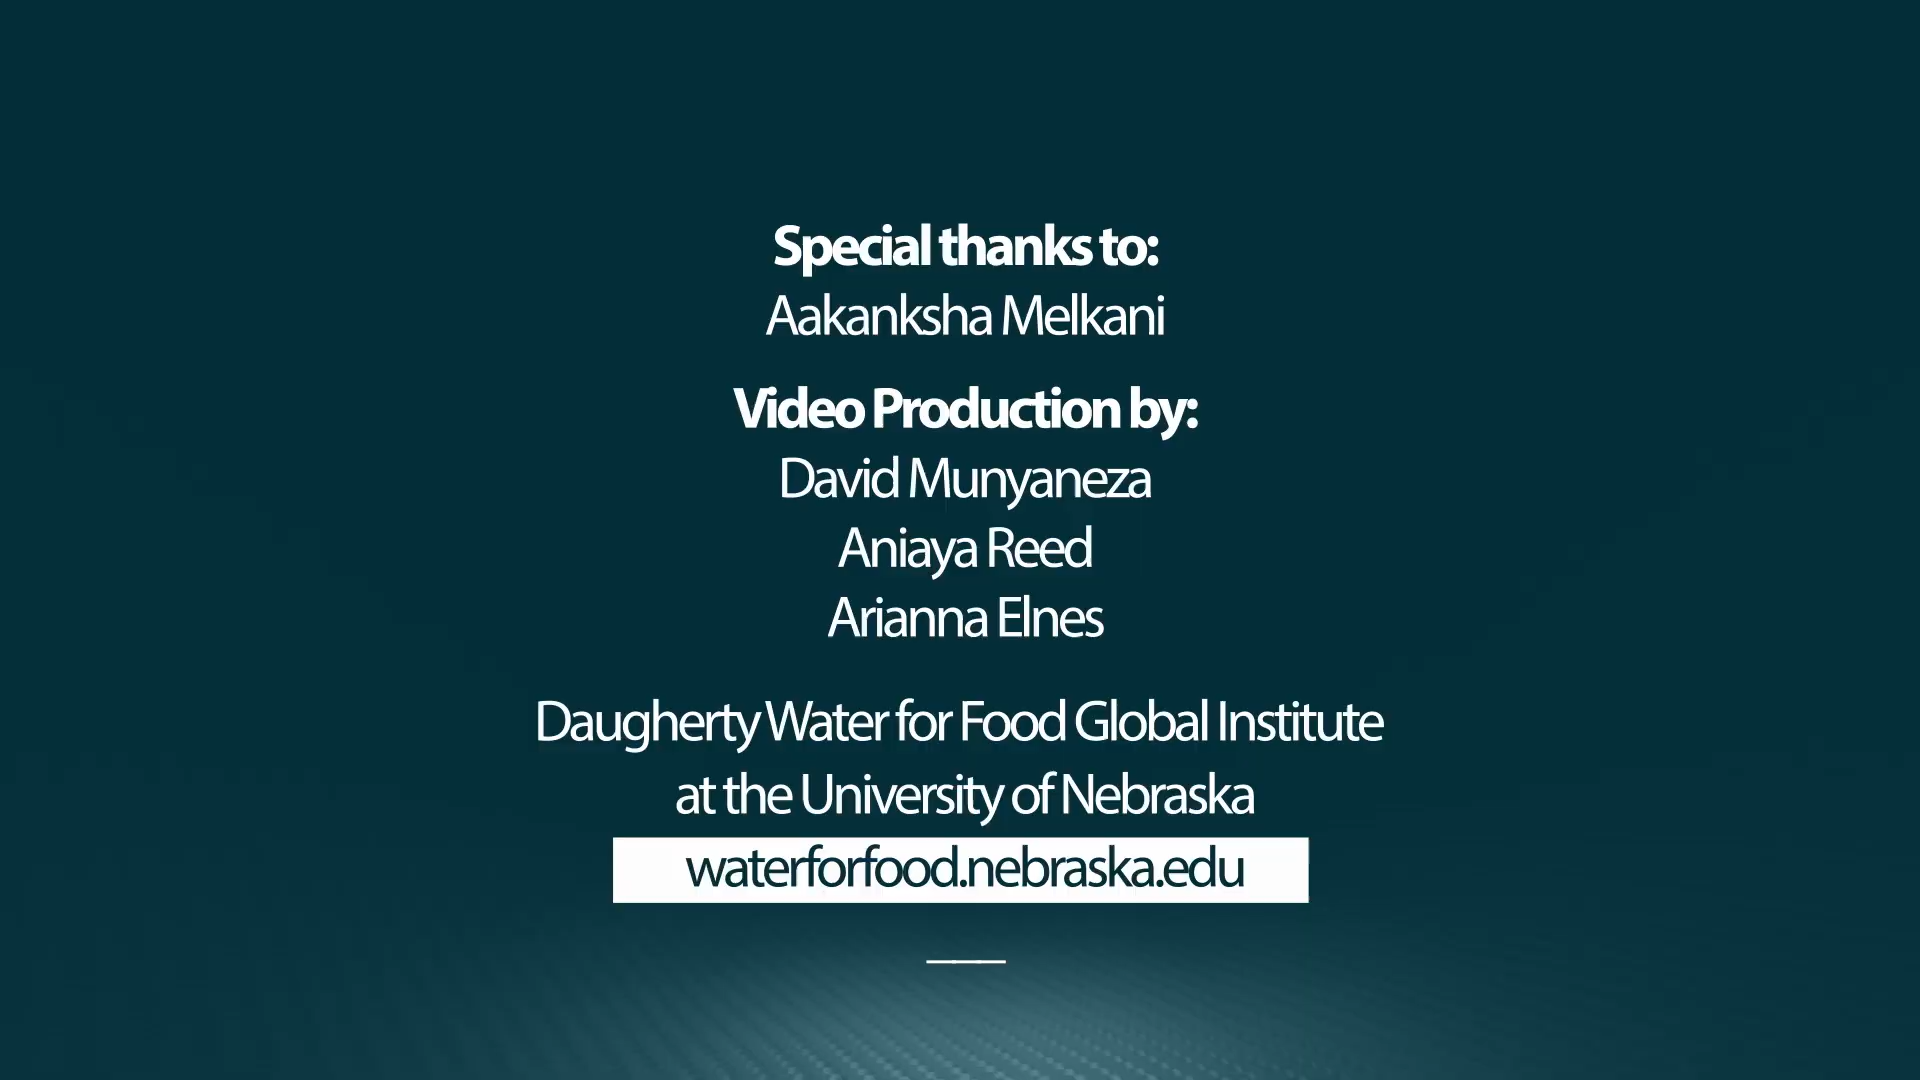 Special thanks to:
Aakanksha Melkani
Video Production by:
David Munyaneza
Aniaya Reed
Arianna Elnes
Daugherty Water for Food Global Institute
at the University of Nebraska
waterforfood.nebraska.edu